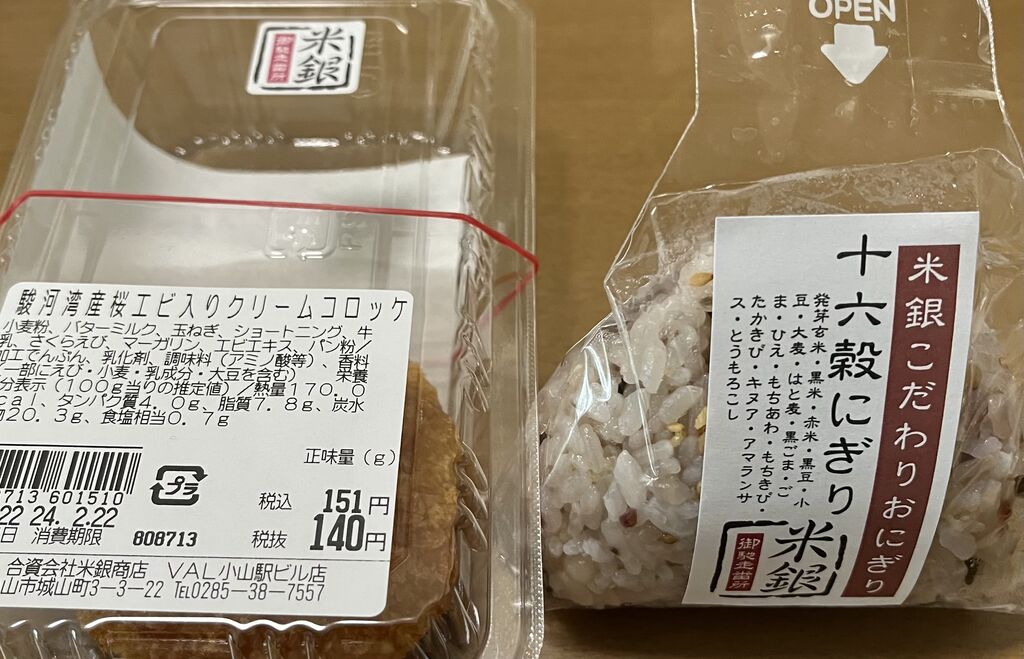 米銀
御馳走苗所
駿河湾産桜エビ入りクリームコロッケ
小麦粉、バターミルク、玉ねぎ、ショートニング、牛
乳、さくらえび、マーガリン、エビエキス、パン粉/
加工でんぷん、乳化剤、調味料（アミノ酸等）、香料
一部にえび・小麦・乳成分・大豆を含む） 栄養
分表示（100g当りの推定値）／熱量170.0
cal、タンパク質4.0g、脂質7.8g、炭水
20.3g、食塩相当0.7g
正味量（g）
713 601510
プラ
22 24. 2.22
日 消費期限 808713
税込 151円
税抜 140円
合資会社米銀商店 VAL小山駅ビル店
山市城山町3-3-22 TEL0285-38-7557
OPEN
米銀こだわりおにぎり
十六穀にぎり
発芽玄米・黒米・赤米・黒豆・小
豆・大麦・はと麦・黒ごま・ご
ま・ひえ・もちあわ・もちきび・
たかきび・キヌア・アマランサ
ス・とうもろこし
米銀
御馳走苗所